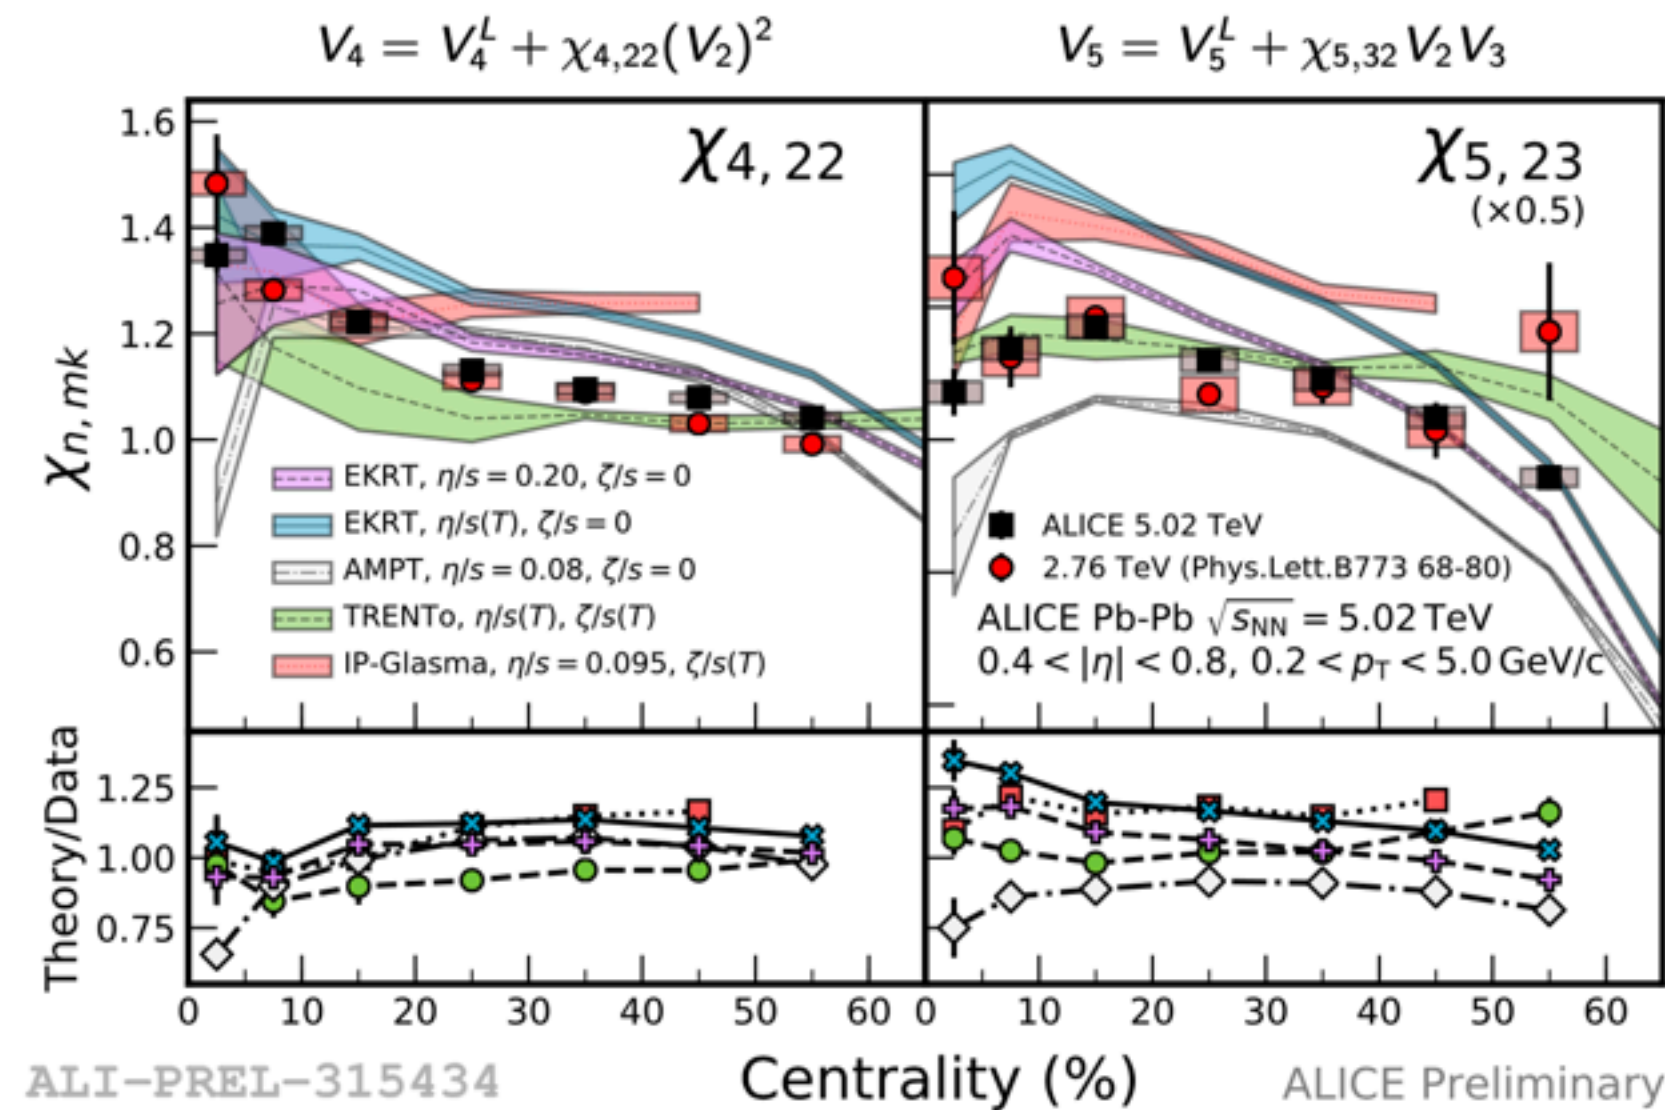 V₄ = V₄ᴸ + χ₄,₂₂(V₂)²
V₅ = V₅ᴸ + χ₅,₃₂V₂V₃
χn, mk
1.6
1.4
1.2
1.0
0.8
0.6
χ4, 22
EKRT, η/s = 0.20, ζ/s = 0
EKRT, η/s(T), ζ/s = 0
AMPT, η/s = 0.08, ζ/s = 0
TRENTo, η/s(T), ζ/s(T)
IP-Glasma, η/s = 0.095, ζ/s(T)
χ5, 23
(×0.5)
ALICE 5.02 TeV
2.76 TeV (Phys.Lett.B773 68-80)
ALICE Pb-Pb √sNN = 5.02 TeV
0.4 < |η| < 0.8, 0.2 < pT < 5.0 GeV/c
Theory/Data
1.25
1.00
0.75
0 10 20 30 40 50 60
0 10 20 30 40 50 60
Centrality (%)
ALI-PREL-315434
ALICE Preliminary